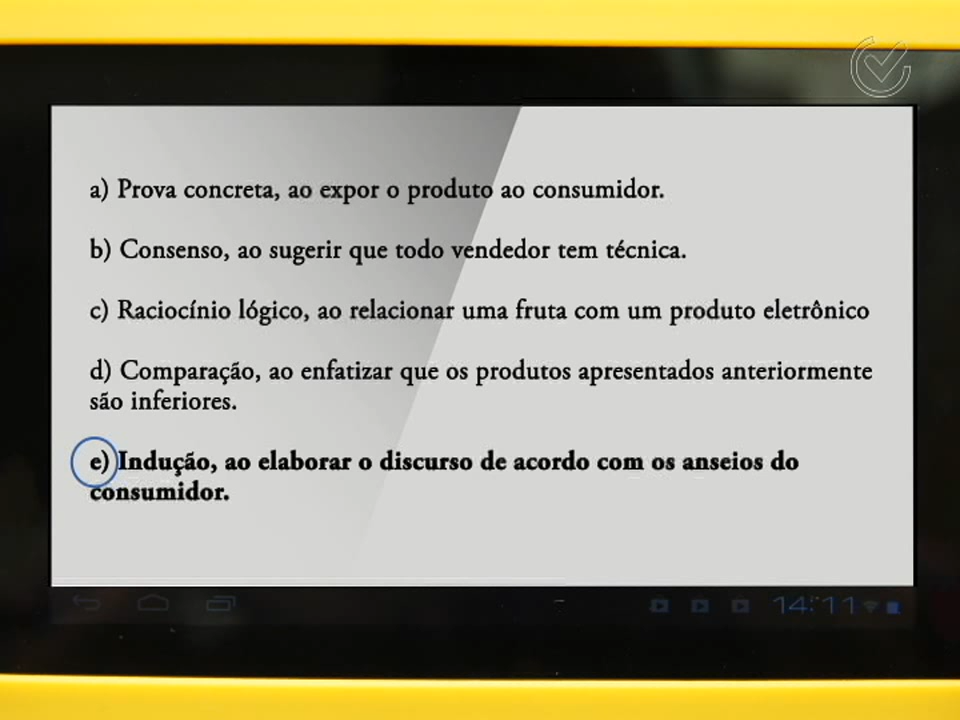 a) Prova concreta, ao expor o produto ao consumidor.
b) Consenso, ao sugerir que todo vendedor tem técnica.
c) Raciocínio lógico, ao relacionar uma fruta com um produto eletrônico
d) Comparação, ao enfatizar que os produtos apresentados anteriormente
são inferiores.
e) Indução, ao elaborar o discurso de acordo com os anseios do
consumidor.
14:11